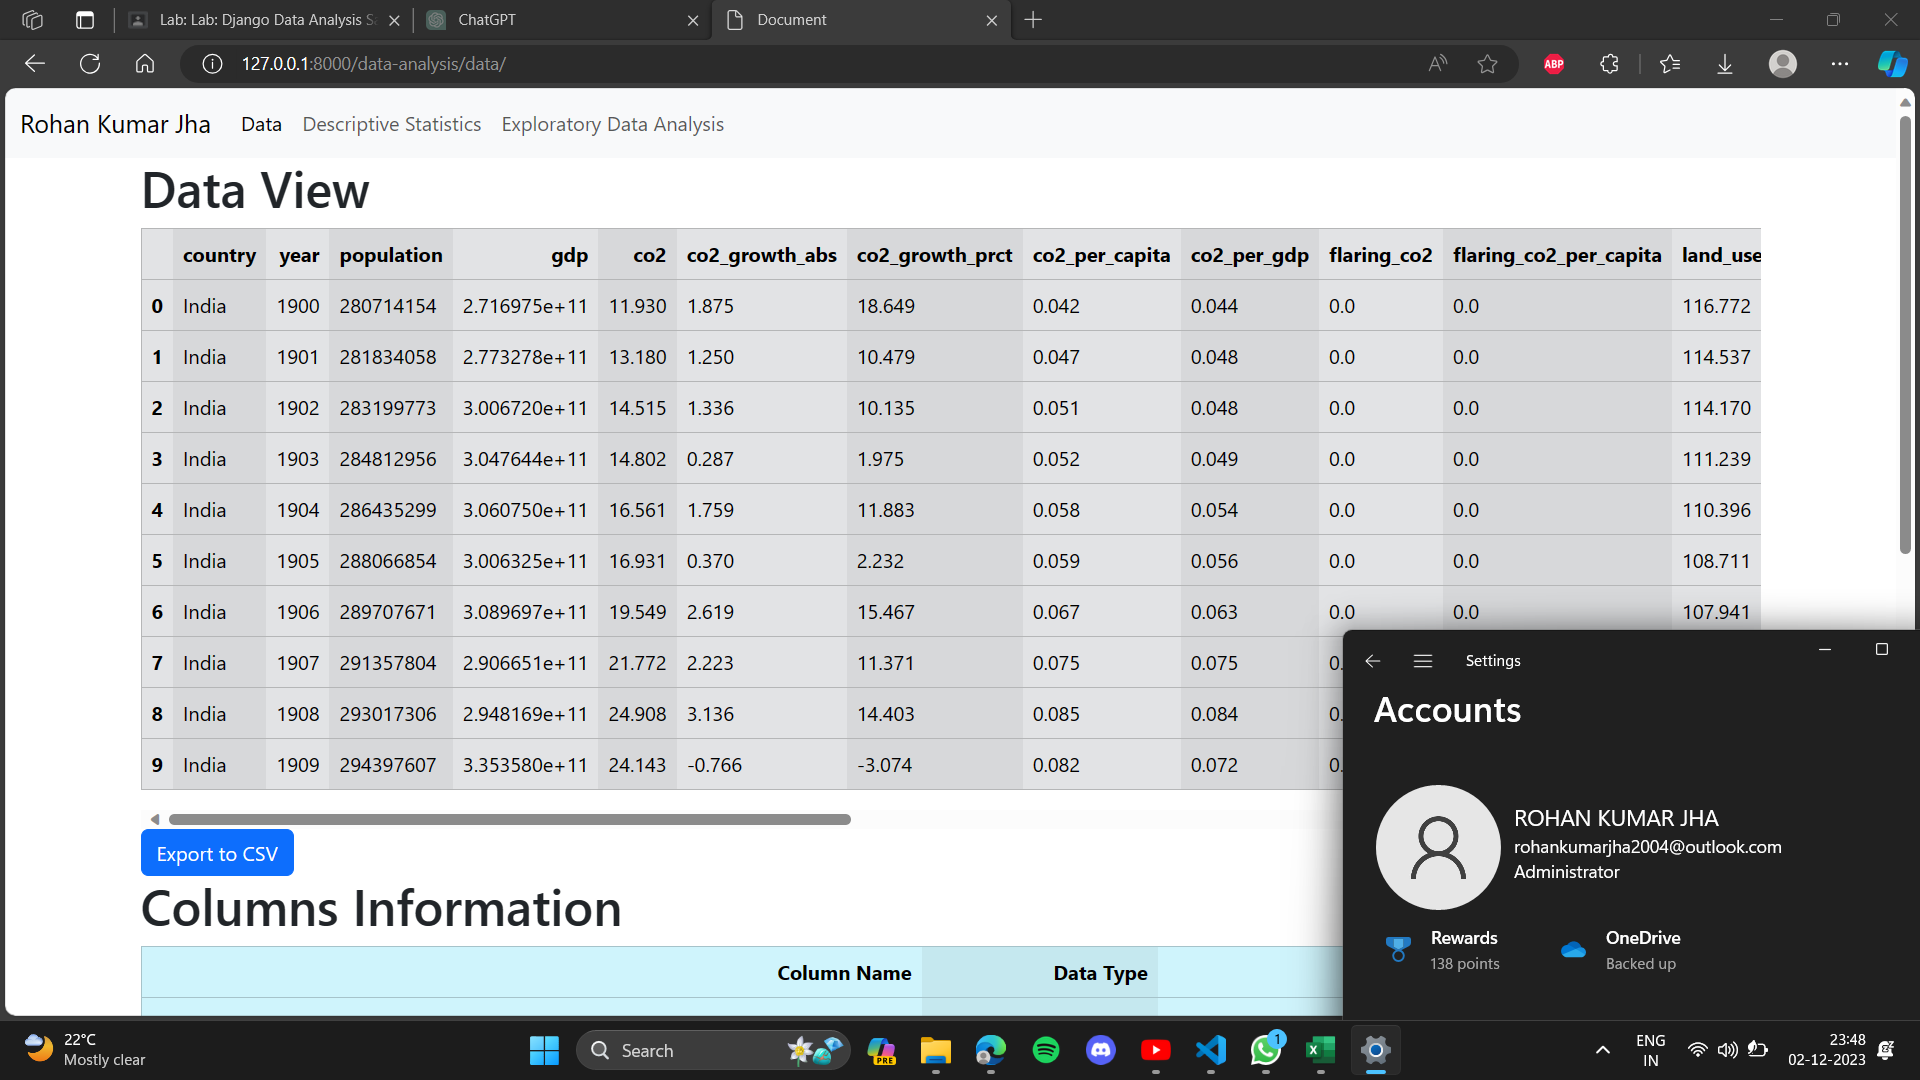 Lab: Lab: Django Data Analysis
ChatGPT
Document
127.0.0.1:8000/data-analysis/data/
ABP
Rohan Kumar Jha Data Descriptive Statistics Exploratory Data Analysis
Data View
country year population gdp co2 co2_growth_abs co2_growth_prct co2_per_capita co2_per_gdp flaring_co2 flaring_co2_per_capita land_use
0 India 1900 280714154 2.716975e+11 11.930 1.875 18.649 0.042 0.044 0.0 0.0 116.772
1 India 1901 281834058 2.773278e+11 13.180 1.250 10.479 0.047 0.048 0.0 0.0 114.537
2 India 1902 283199773 3.006720e+11 14.515 1.336 10.135 0.051 0.048 0.0 0.0 114.170
3 India 1903 284812956 3.047644e+11 14.802 0.287 1.975 0.052 0.049 0.0 0.0 111.239
4 India 1904 286435299 3.060750e+11 16.561 1.759 11.883 0.058 0.054 0.0 0.0 110.396
5 India 1905 288066854 3.006325e+11 16.931 0.370 2.232 0.059 0.056 0.0 0.0 108.711
6 India 1906 289707671 3.089697e+11 19.549 2.619 15.467 0.067 0.063 0.0 0.0 107.941
7 India 1907 291357804 2.906651e+11 21.772 2.223 11.371 0.075 0.075 0.
8 India 1908 293017306 2.948169e+11 24.908 3.136 14.403 0.085 0.084 0.
9 India 1909 294397607 3.353580e+11 24.143 -0.766 -3.074 0.082 0.072 0.
Export to CSV
Columns Information
Column Name Data Type
Settings
Accounts
ROHAN KUMAR JHA
rohankumarjha2004@outlook.com
Administrator
Rewards
138 points
OneDrive
Backed up
22°C
Mostly clear
Search
PRE
1
ENG
IN
23:48
02-12-2023